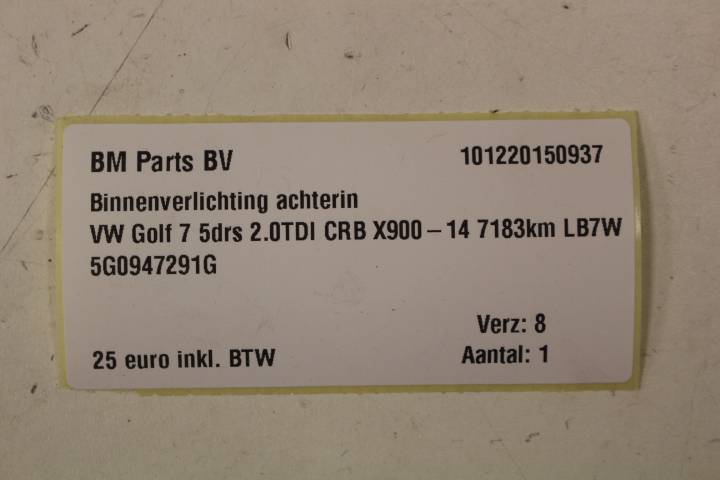 BM Parts BV 101220150937
Binnenverlichting achterin
VW Golf 7 5drs 2.0TDI CRB X900 – 14 7183km LB7W
5G0947291G
Verz: 8
25 euro inkl. BTW Aantal: 1